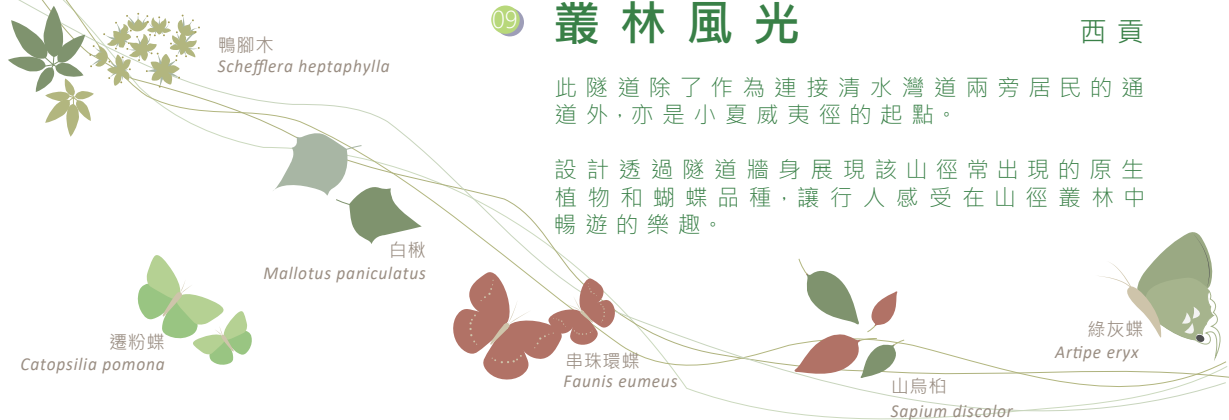 09 叢林風光 西貢
此隧道除了作為連接清水灣道兩旁居民的通
道外，亦是小夏威夷徑的起點。
設計透過隧道牆身展現該山徑常出現的原生
植物和蝴蝶品種，讓行人感受在山徑叢林中
暢遊的樂趣。
鴨腳木
Schefflera heptaphylla
白楸
Mallotus paniculatus
遷粉蝶
Catopsilia pomona
串珠環蝶
Faunis eumeus
山烏桕
Sapium discolor
綠灰蝶
Artipe eryx